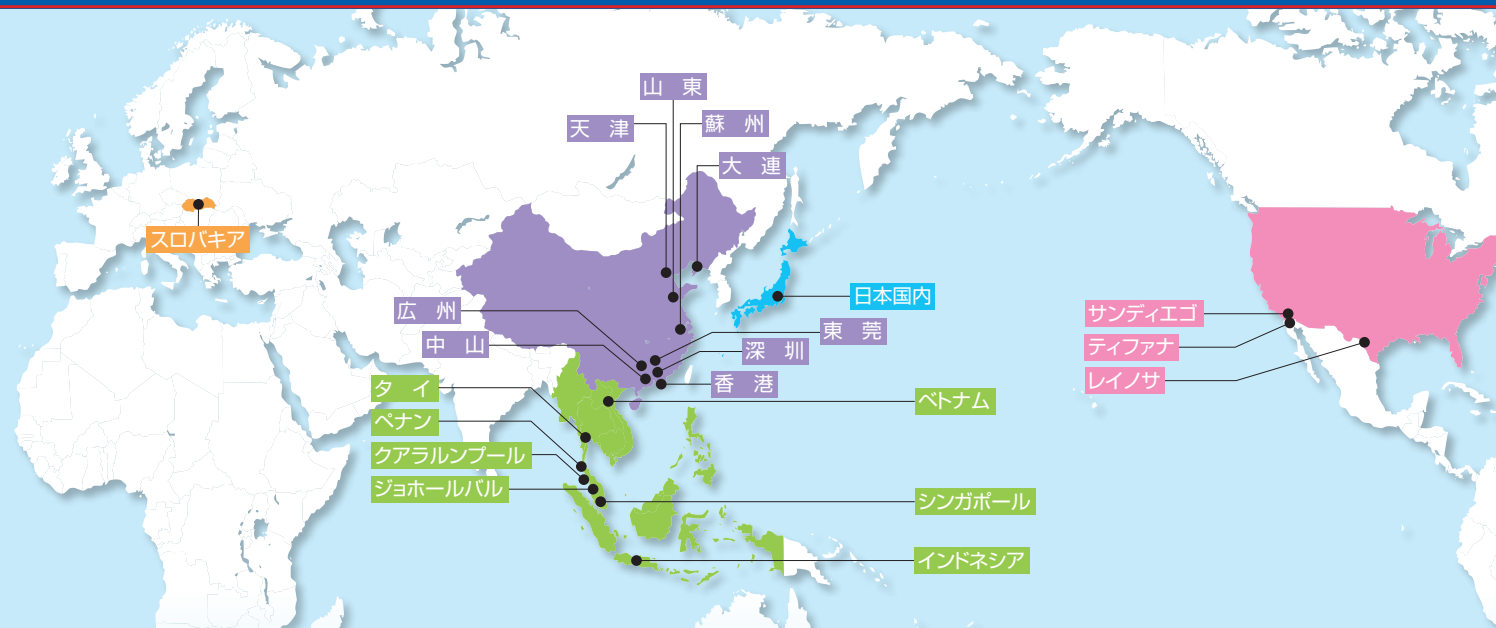 山 東
天 津
蘇 州
大 連
スロバキア
日本国内
広 州
東 莞
中 山
深 圳
香 港
タ イ
ベトナム
ペナン
クアラルンプール
ジョホールバル
シンガポール
インドネシア
サンディエゴ
ティファナ
レイノサ